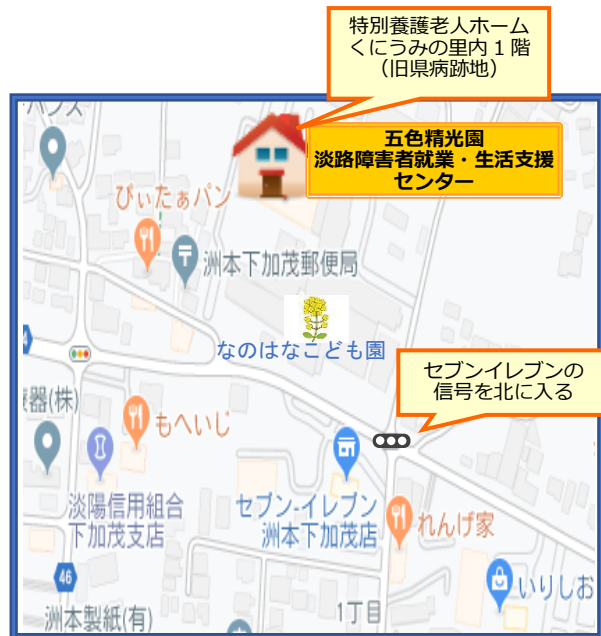 特別養護老人ホーム
くにうみの里内１階
（旧県病跡地）
五色精光園
淡路障害者就業・生活支援
センター
ぴぃたぁパン
洲本下加茂郵便局
なのはなこども園
セブンイレブンの
信号を北に入る
器(株)
もへいじ
淡陽信用組合
下加茂支店
セブン-イレブン
洲本下加茂店
れんげ家
46
いりしお
洲本製紙(有)
1丁目